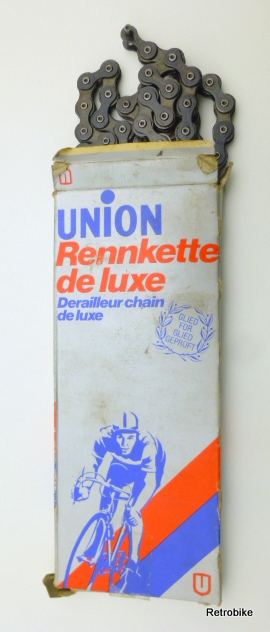 UNION
Rennkette
de luxe
Derailleur chain
de luxe
GLIED
FÜR
GLIED
GEPRÜFT
U
Retrobike